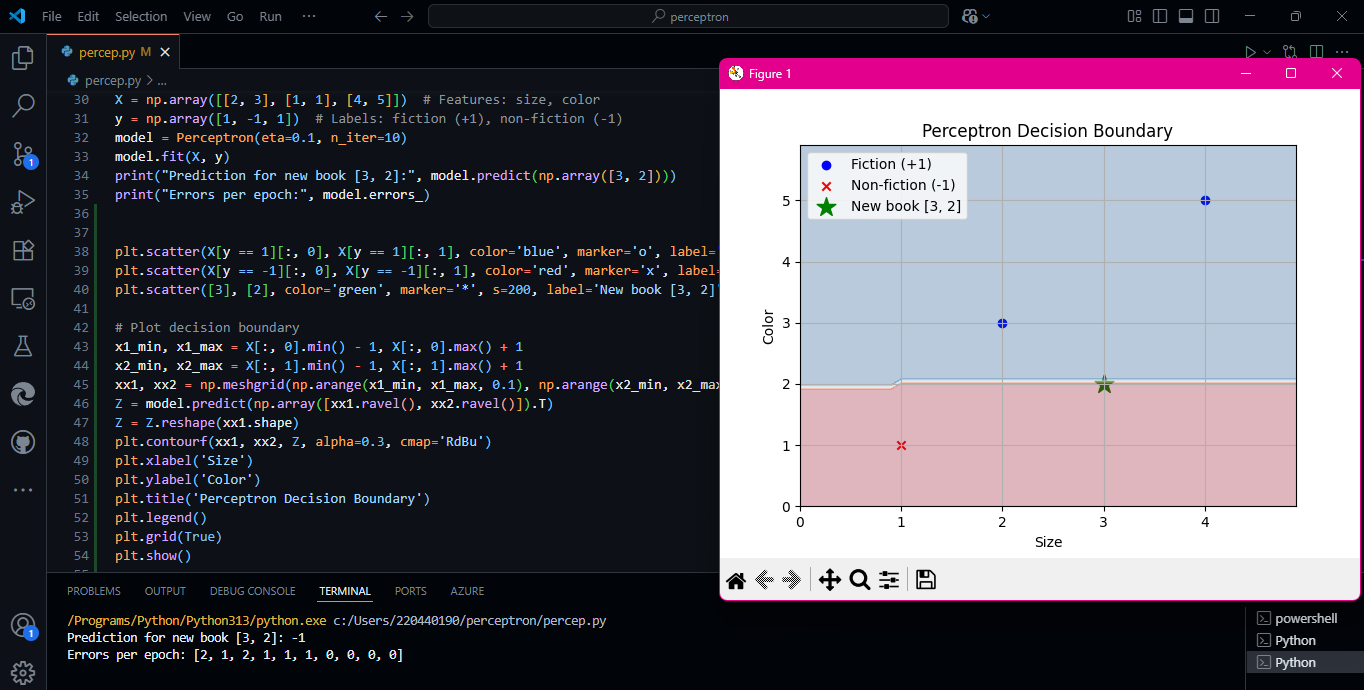 File Edit Selection View Go Run ···
perceptron
percep.py M
percep.py > ...
30 X = np.array([[2, 3], [1, 1], [4, 5]]) # Features: size, color
31 y = np.array([1, -1, 1]) # Labels: fiction (+1), non-fiction (-1)
32 model = Perceptron(eta=0.1, n_iter=10)
33 model.fit(X, y)
34 print("Prediction for new book [3, 2]:", model.predict(np.array([3, 2])))
35 print("Errors per epoch:", model.errors_)
36
37
38 plt.scatter(X[y == 1][:, 0], X[y == 1][:, 1], color='blue', marker='o', label='
39 plt.scatter(X[y == -1][:, 0], X[y == -1][:, 1], color='red', marker='x', label=
40 plt.scatter([3], [2], color='green', marker='*', s=200, label='New book [3, 2]'
41
42 # Plot decision boundary
43 x1_min, x1_max = X[:, 0].min() - 1, X[:, 0].max() + 1
44 x2_min, x2_max = X[:, 1].min() - 1, X[:, 1].max() + 1
45 xx1, xx2 = np.meshgrid(np.arange(x1_min, x1_max, 0.1), np.arange(x2_min, x2_max
46 Z = model.predict(np.array([xx1.ravel(), xx2.ravel()]).T)
47 Z = Z.reshape(xx1.shape)
48 plt.contourf(xx1, xx2, Z, alpha=0.3, cmap='RdBu')
49 plt.xlabel('Size')
50 plt.ylabel('Color')
51 plt.title('Perceptron Decision Boundary')
52 plt.legend()
53 plt.grid(True)
54 plt.show()
Figure 1
Perceptron Decision Boundary
Fiction (+1)
Non-fiction (-1)
New book [3, 2]
5
4
3
2
1
0
Color
0 1 2 3 4
Size
PROBLEMS OUTPUT DEBUG CONSOLE TERMINAL PORTS AZURE
/Programs/Python/Python313/python.exe c:/Users/220440190/perceptron/percep.py
Prediction for new book [3, 2]: -1
Errors per epoch: [2, 1, 2, 1, 1, 1, 0, 0, 0, 0]
powershell
Python
Python
1
1